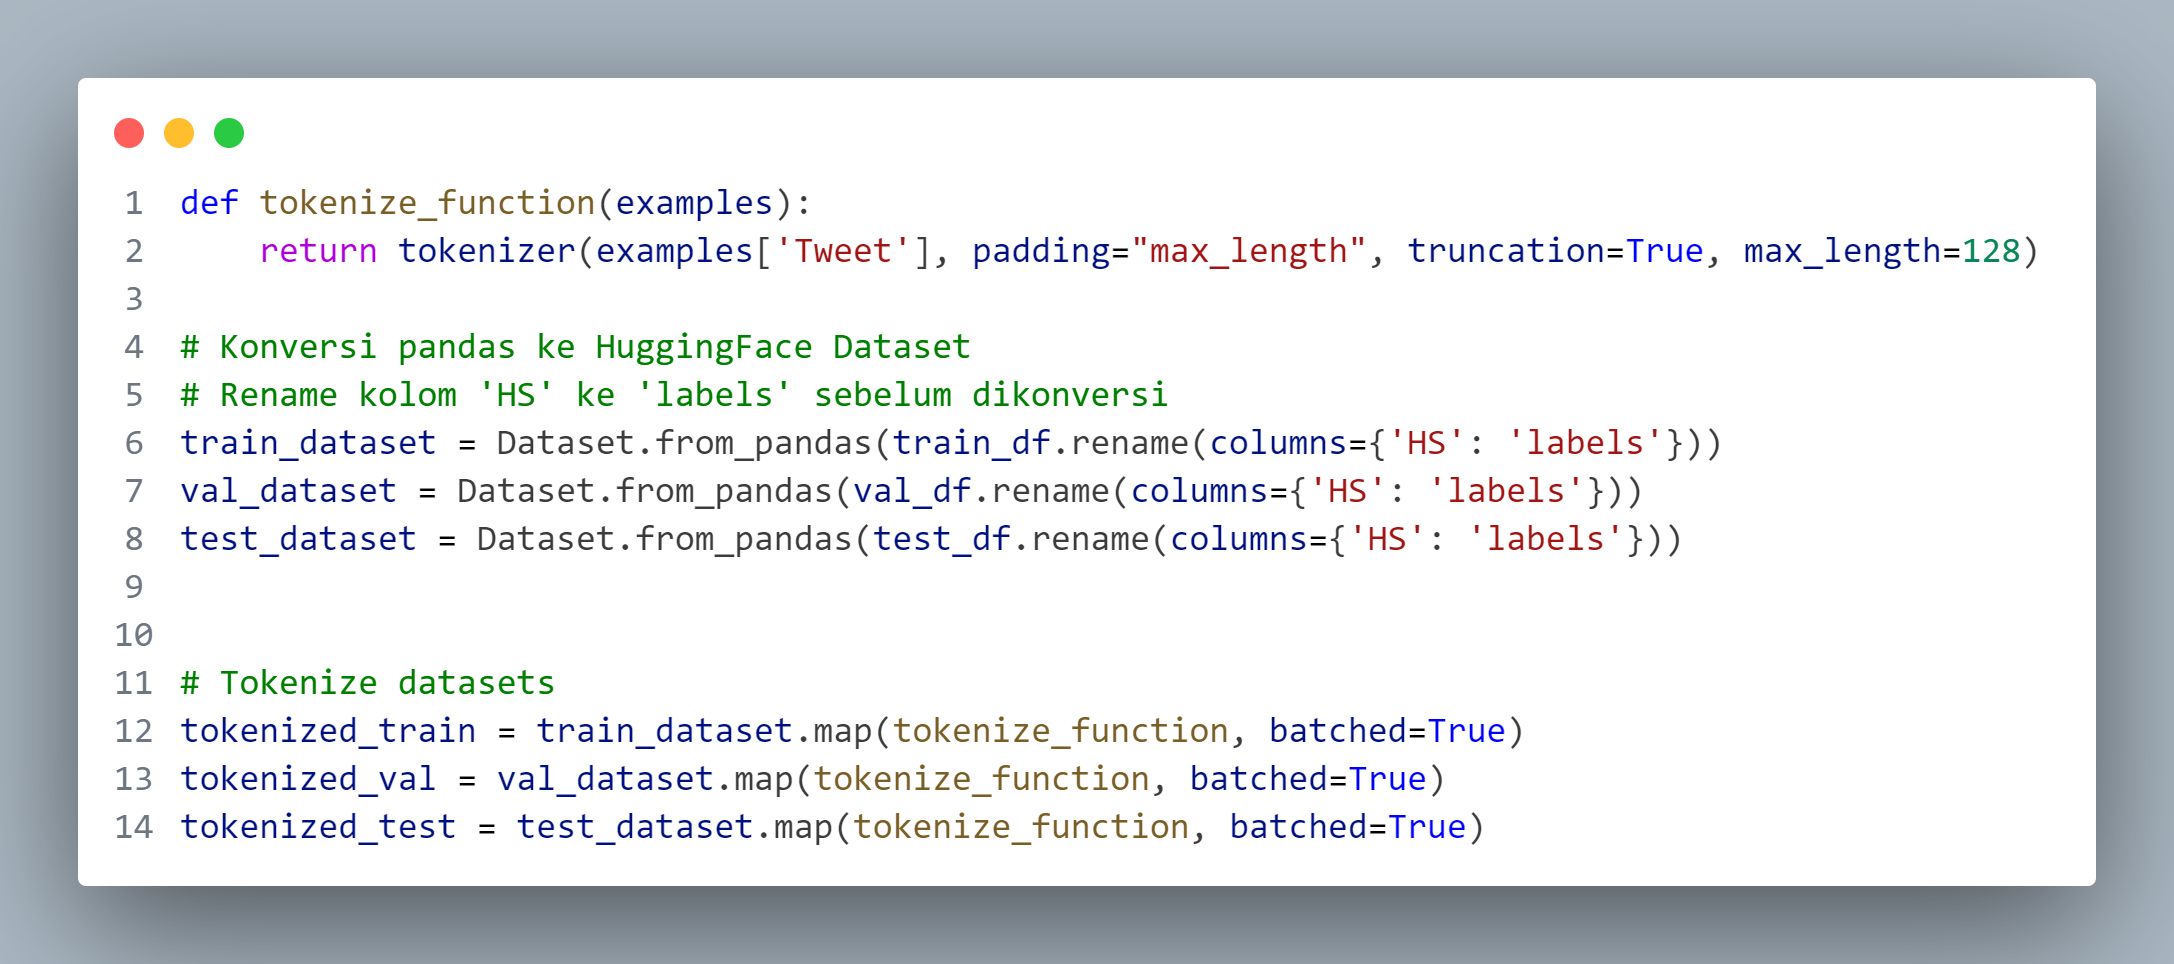 1 def tokenize_function(examples):
2     return tokenizer(examples['Tweet'], padding="max_length", truncation=True, max_length=128)
3
4 # Konversi pandas ke HuggingFace Dataset
5 # Rename kolom 'HS' ke 'labels' sebelum dikonversi
6 train_dataset = Dataset.from_pandas(train_df.rename(columns={'HS': 'labels'}))
7 val_dataset = Dataset.from_pandas(val_df.rename(columns={'HS': 'labels'}))
8 test_dataset = Dataset.from_pandas(test_df.rename(columns={'HS': 'labels'}))
9
10
11 # Tokenize datasets
12 tokenized_train = train_dataset.map(tokenize_function, batched=True)
13 tokenized_val = val_dataset.map(tokenize_function, batched=True)
14 tokenized_test = test_dataset.map(tokenize_function, batched=True)